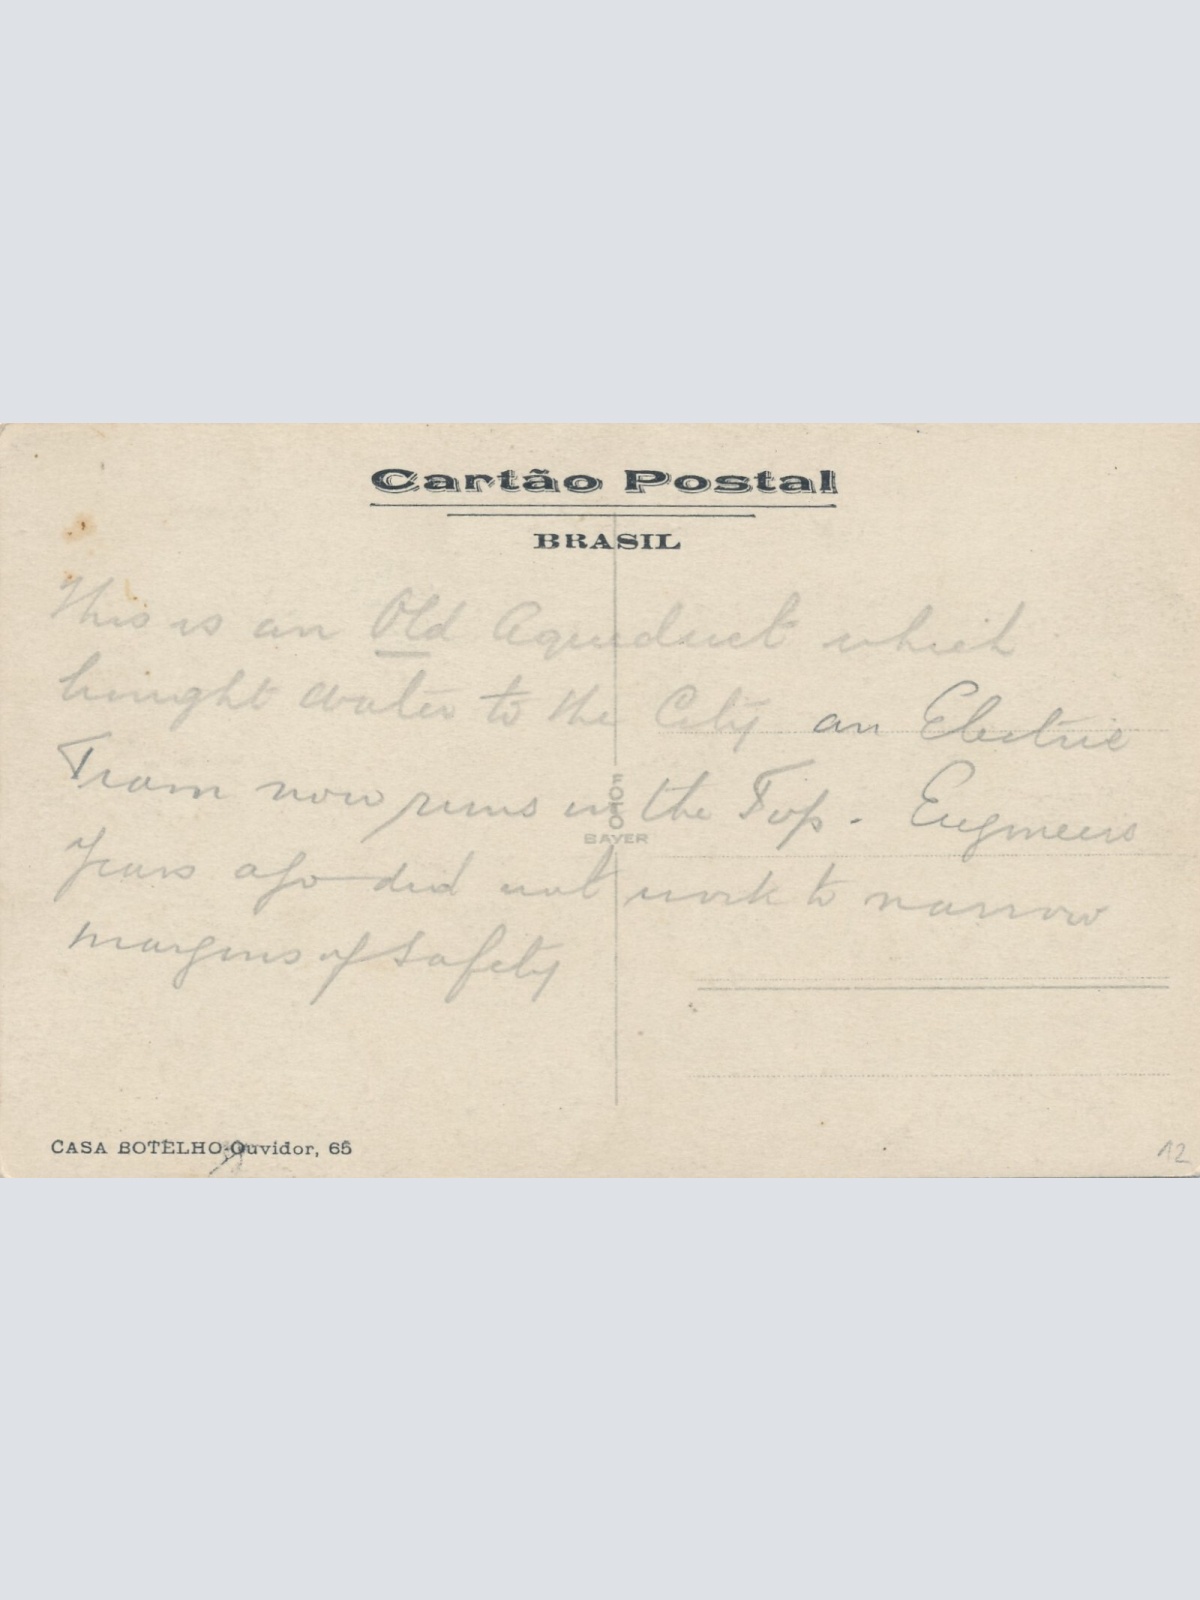 Cartão Postal
BRASIL
This is an Old Aqueduct which
brought water to the City an Electric
Tram now runs on the Top. Engineers
years ago did not work to narrow
margins of safety
FOTO
BAYER
CASA BOTELHO-Ouvidor, 65
12